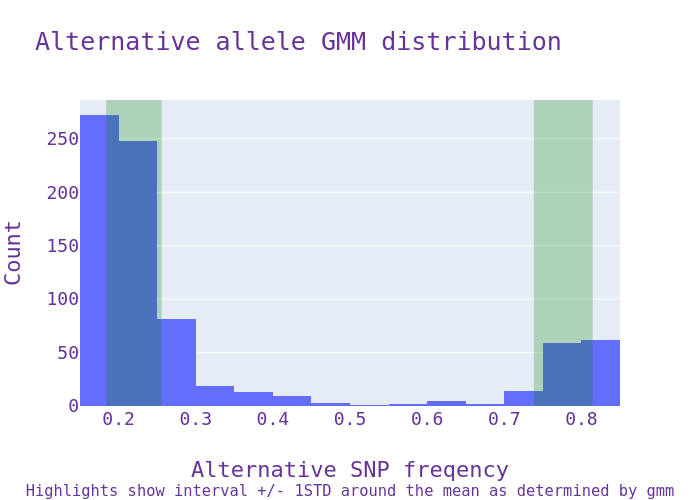 Alternative allele GMM distribution
250
200
150
100
50
0
Count
0.2 0.3 0.4 0.5 0.6 0.7 0.8
Alternative SNP freqency
Highlights show interval +/- 1STD around the mean as determined by gmm